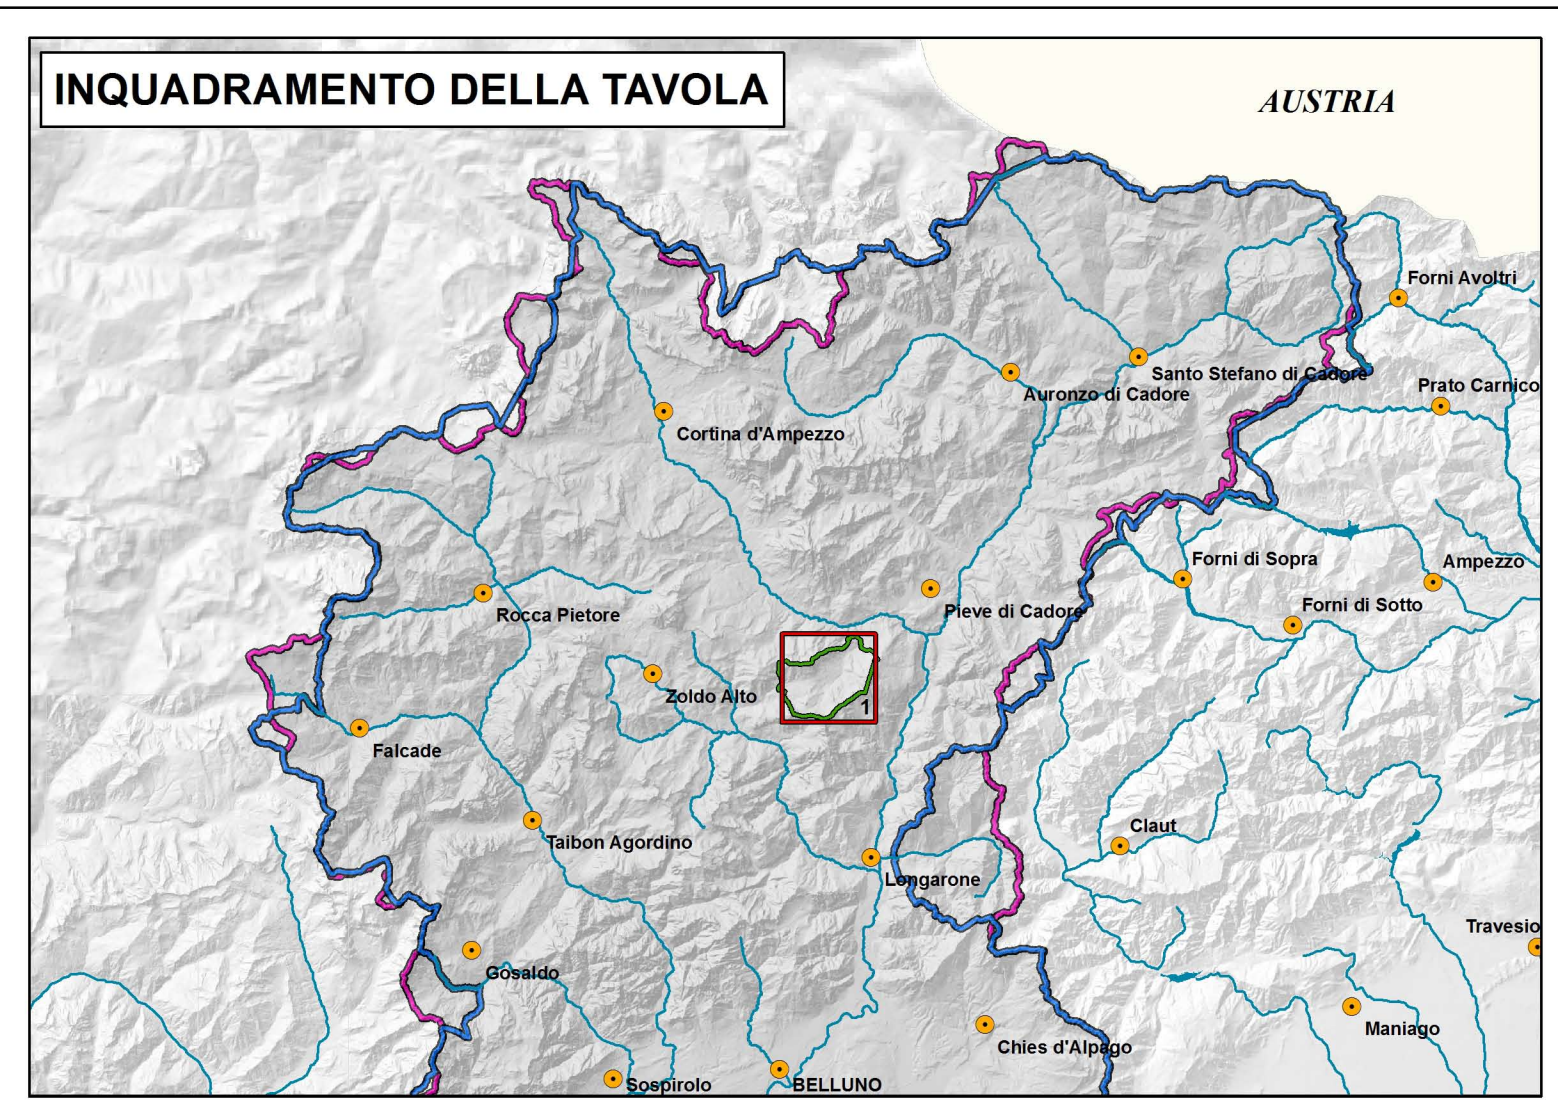 INQUADRAMENTO DELLA TAVOLA
AUSTRIA
Forni Avoltri
Santo Stefano di Cadore
Prato Carnico
Auronzo di Cadore
Cortina d'Ampezzo
Forni di Sopra
Ampezzo
Rocca Pietore
Pieve di Cadore
Forni di Sotto
Zoldo Alto
1
Falcade
Claut
Taibon Agordino
Longarone
Travesio
Gosaldo
Maniago
Chies d'Alpago
Sospirolo
BELLUNO